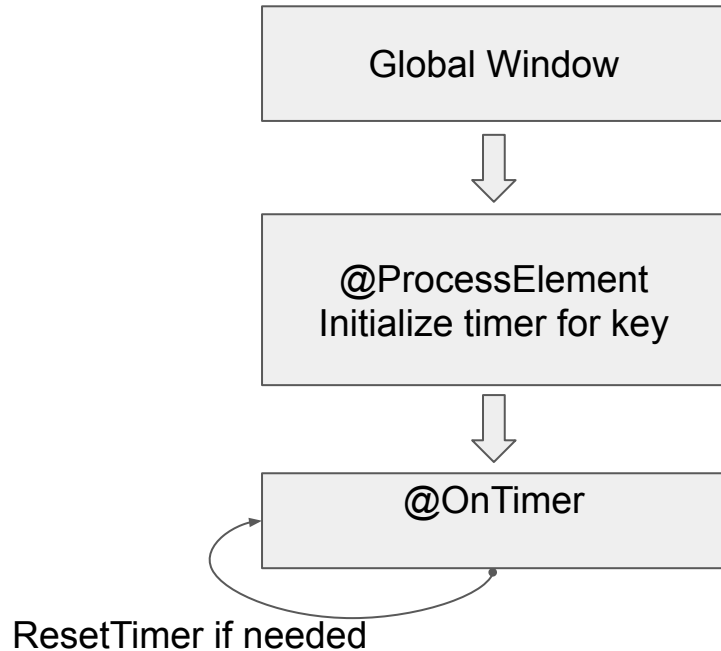 Global Window
@ProcessElement
Initialize timer for key
@OnTimer
ResetTimer if needed